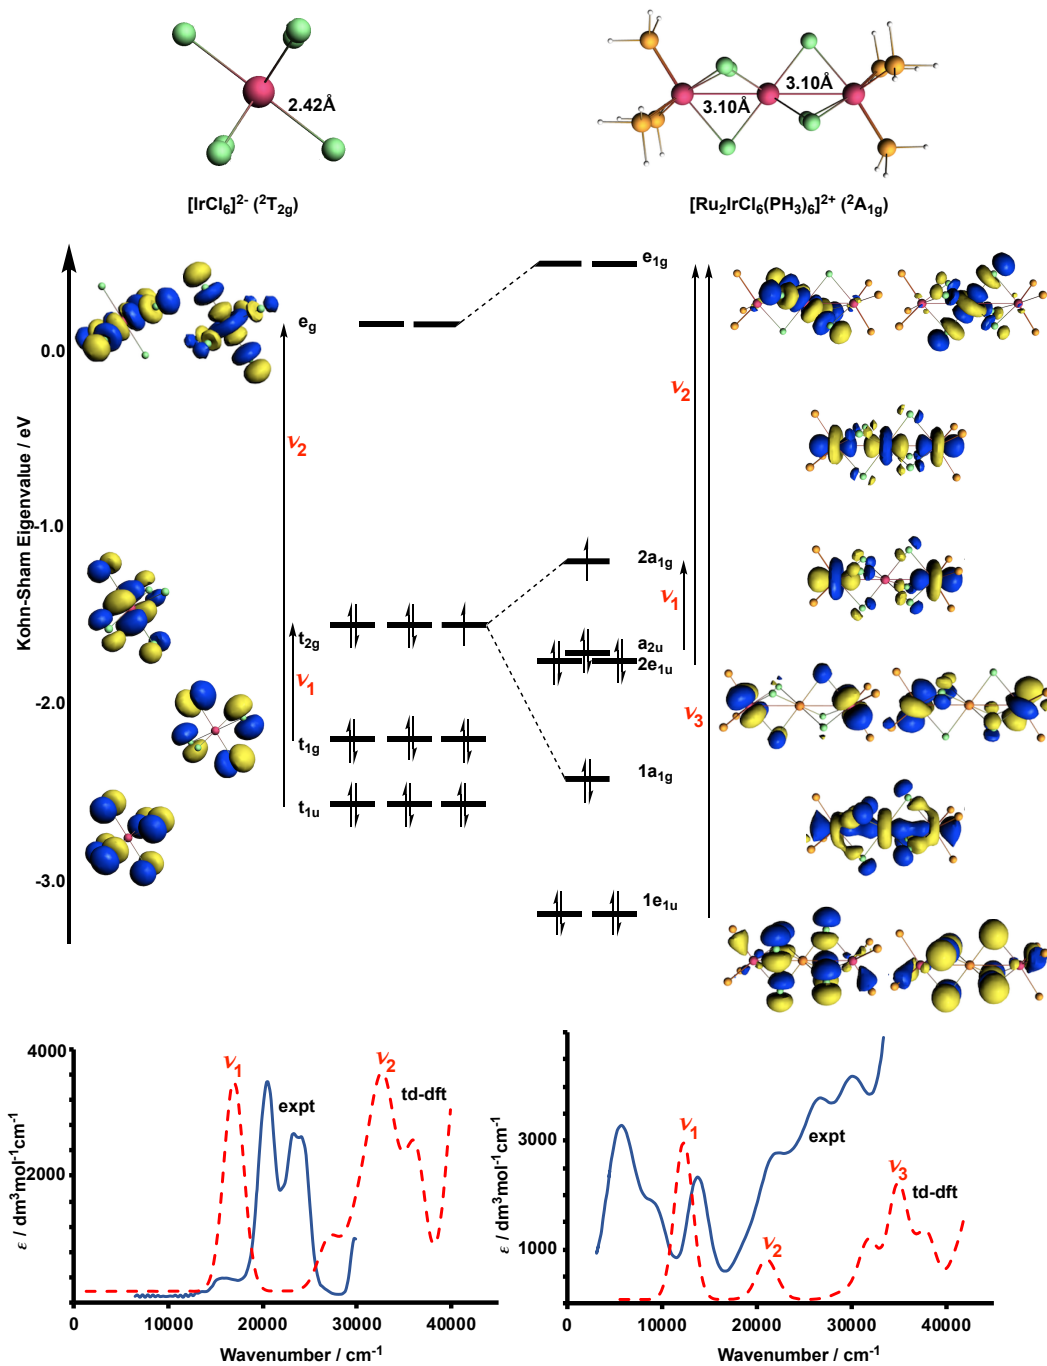 2.42Å
3.10Å
3.10Å
[IrCl6]2- (2T2g)
[Ru2IrCl6(PH3)6]2+ (2A1g)
Kohn-Sham Eigenvalue / eV
0.0
-1.0
-2.0
-3.0
eg
ν2
t2g
ν1
t1g
t1u
e1g
ν2
2a1g
ν1
a2u
2e1u
ν3
1a1g
1e1u
4000
2000
ε / dm3mol-1cm-1
ν1
expt
ν2
td-dft
0
10000
20000
30000
40000
Wavenumber / cm-1
3000
1000
ε / dm3mol-1cm-1
ν1
expt
ν2
ν3
td-dft
0
10000
20000
30000
40000
Wavenumber / cm-1